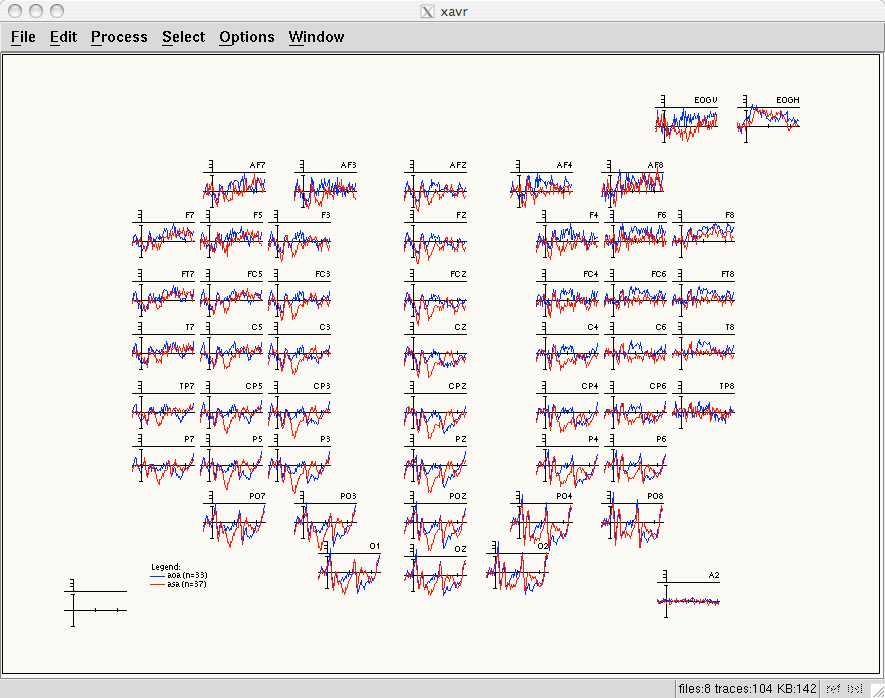 xavr
File Edit Process Select Options Window
EOGV EOGH
AF7 AF3 AFZ AF4 AF8
F7 F5 F3 FZ F4 F6 F8
FT7 FC5 FC3 FCZ FC4 FC6 FT8
T7 C5 C3 CZ C4 C6 T8
TP7 CP5 CP3 CPZ CP4 CP6 TP8
P7 P5 P3 PZ P4 P6
PO7 PO3 POZ PO4 PO8
O1 OZ O2
Legend:
aoa (n=33)
asa (n=37)
A2
files:8 traces:104 KB:142 ref bsl